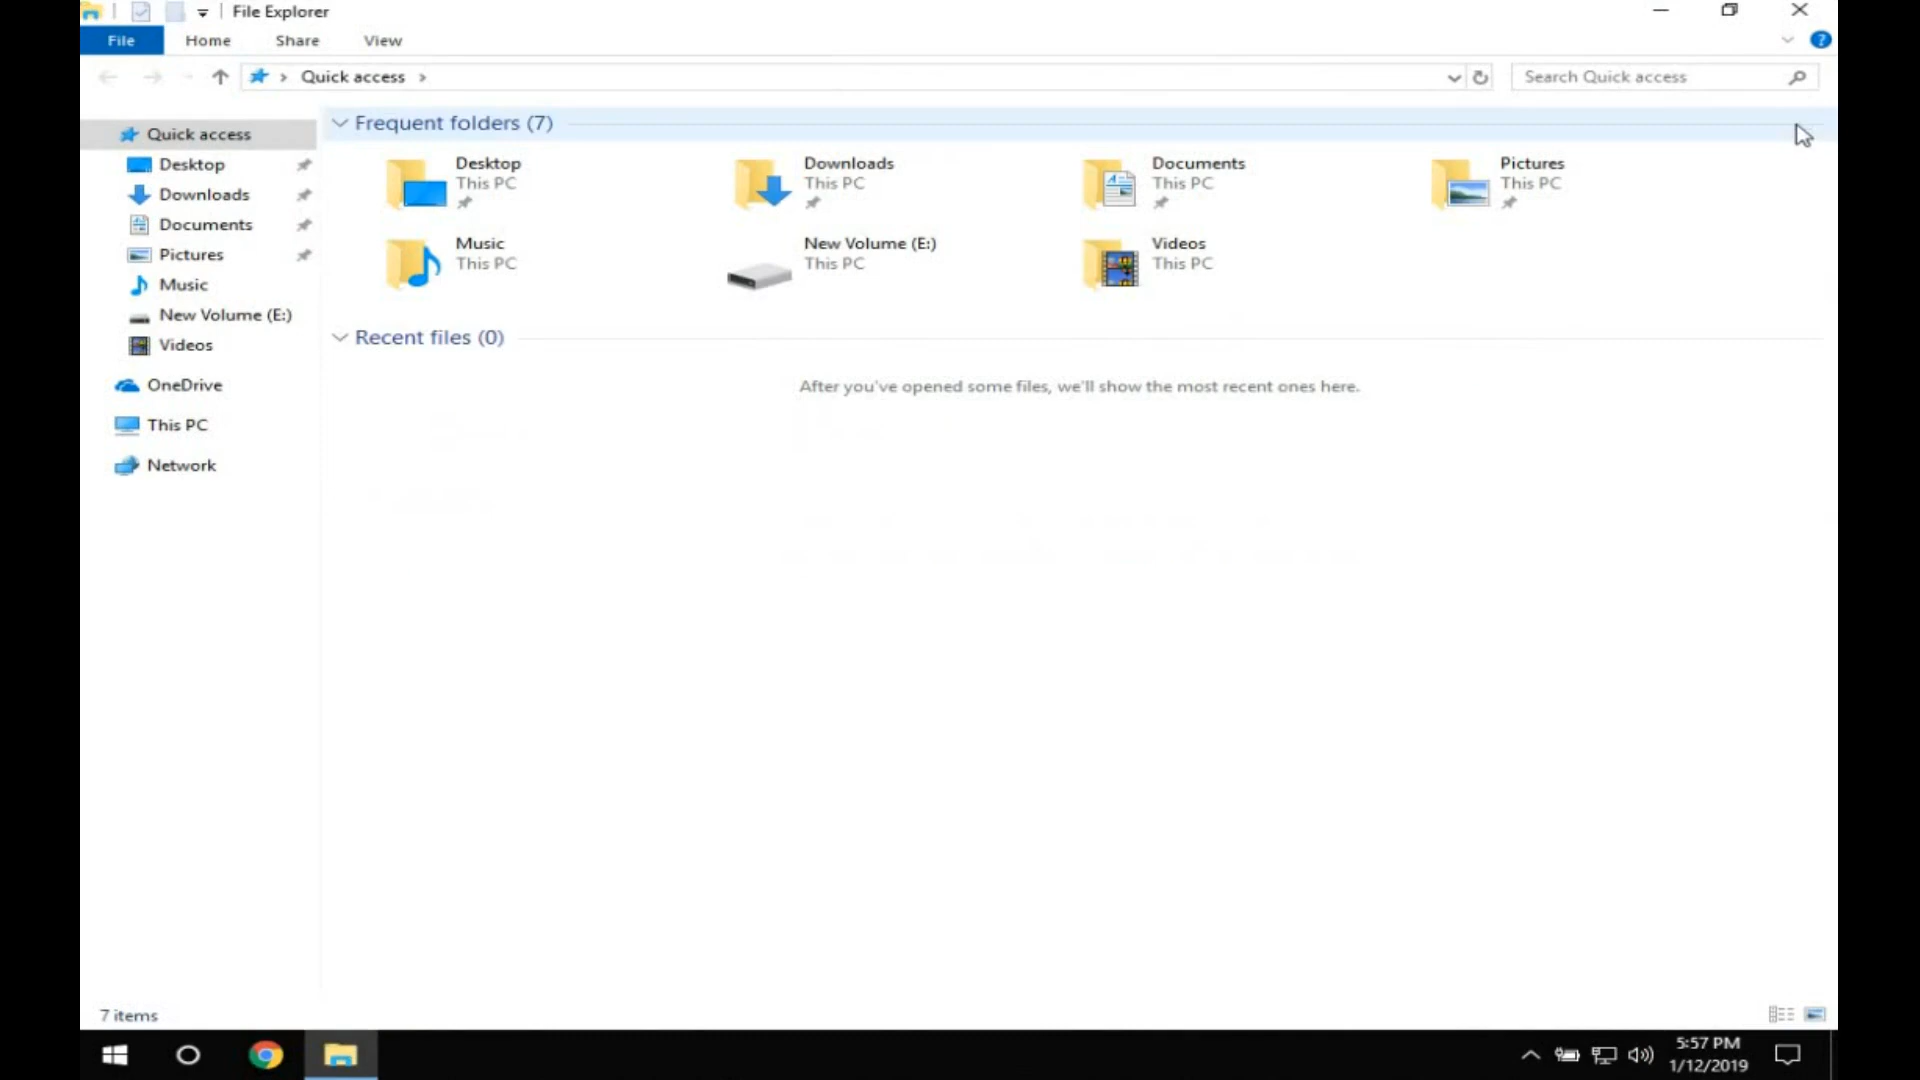 File Explorer
File Home Share View
Quick access
Search Quick access
Quick access
Desktop
Downloads
Documents
Pictures
Music
New Volume (E:)
Videos
OneDrive
This PC
Network
Frequent folders (7)
Desktop
This PC
Downloads
This PC
Documents
This PC
Pictures
This PC
Music
This PC
New Volume (E:)
This PC
Videos
This PC
Recent files (0)
After you've opened some files, we'll show the most recent ones here.
7 items
5:57 PM
1/12/2019